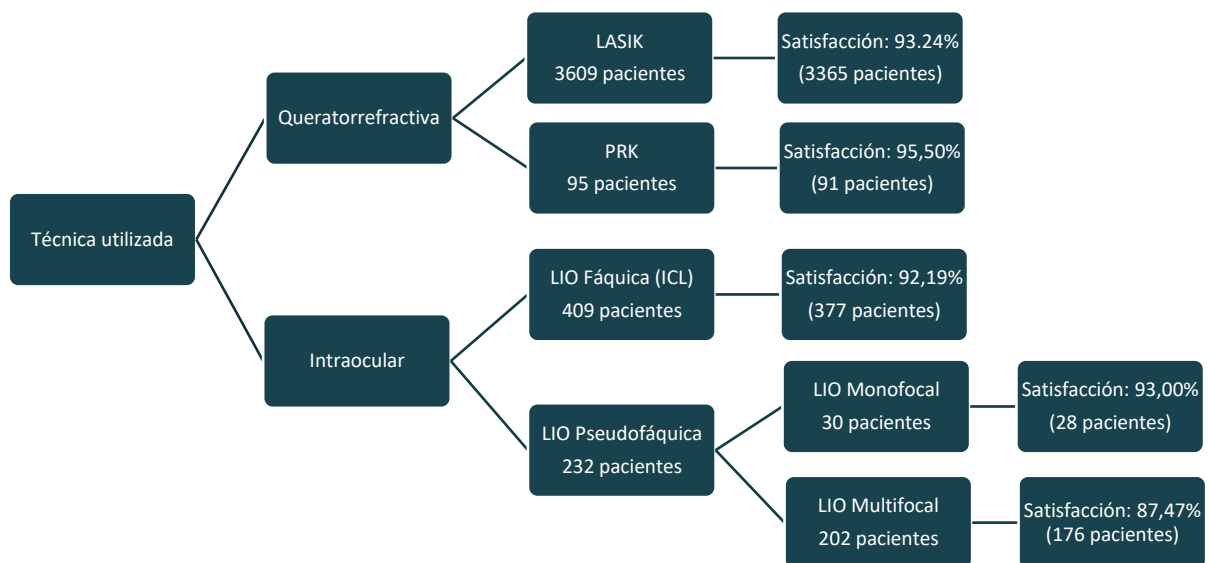 Técnica utilizada
Queratorrefractiva
LASIK
3609 pacientes
Satisfacción: 93.24%
(3365 pacientes)
PRK
95 pacientes
Satisfacción: 95,50%
(91 pacientes)
Intraocular
LIO Fáquica (ICL)
409 pacientes
Satisfacción: 92,19%
(377 pacientes)
LIO Pseudofáquica
232 pacientes
LIO Monofocal
30 pacientes
Satisfacción: 93,00%
(28 pacientes)
LIO Multifocal
202 pacientes
Satisfacción: 87,47%
(176 pacientes)